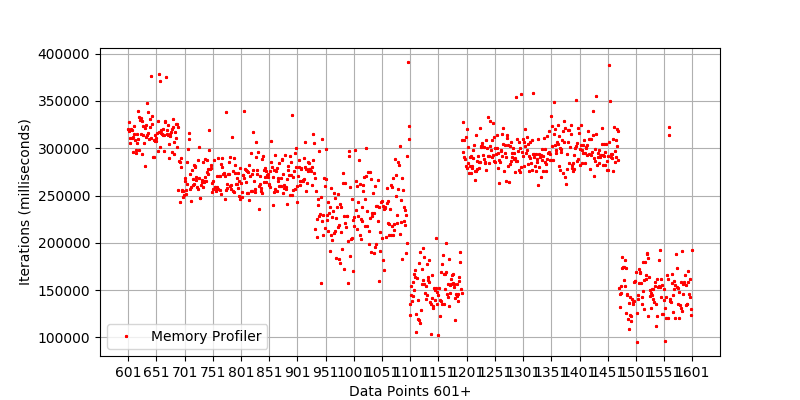 400000
350000
300000
250000
200000
150000
100000
Iterations (milliseconds)
Memory Profiler
601 651 701 751 801 851 901 951 1001 1051 1101 1151 1201 1251 1301 1351 1401 1451 1501 1551 1601
Data Points 601+